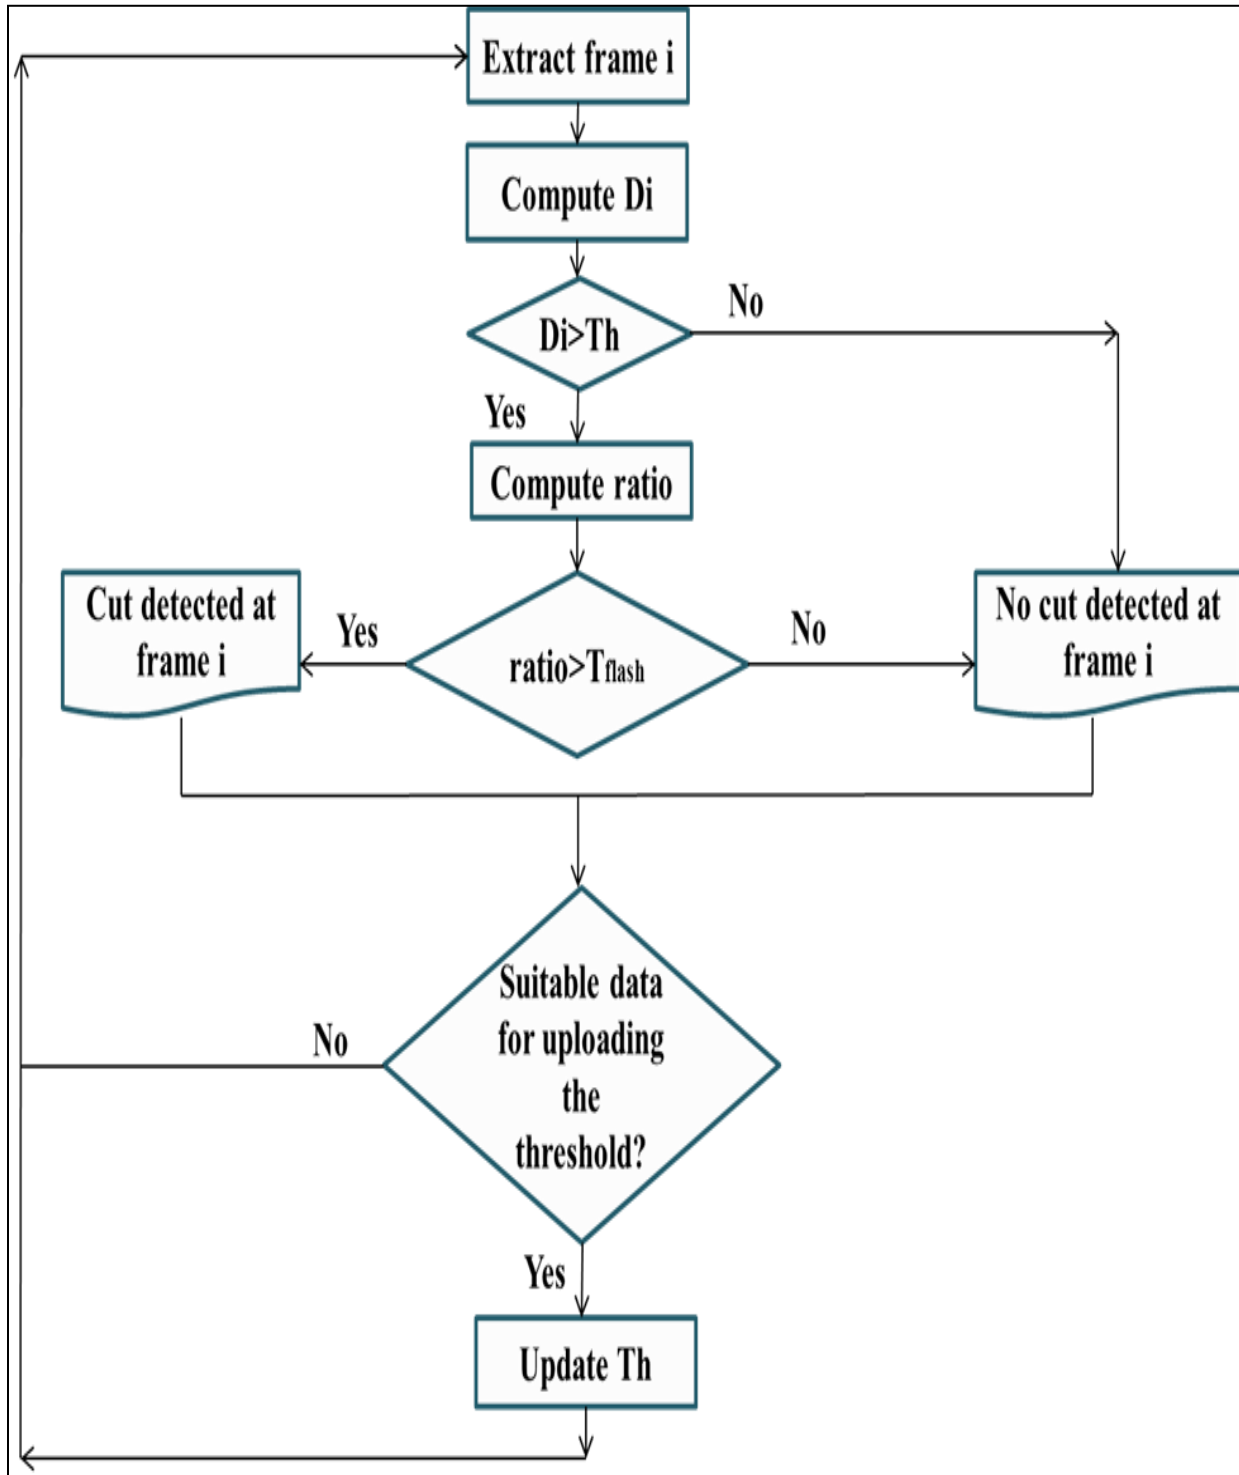 Extract frame i
Compute Di
Di>Th
No
Yes
Compute ratio
Cut detected at
frame i
Yes
ratio>Tflash
No
No cut detected at
frame i
Suitable data
for uploading
the
threshold?
No
Yes
Update Th